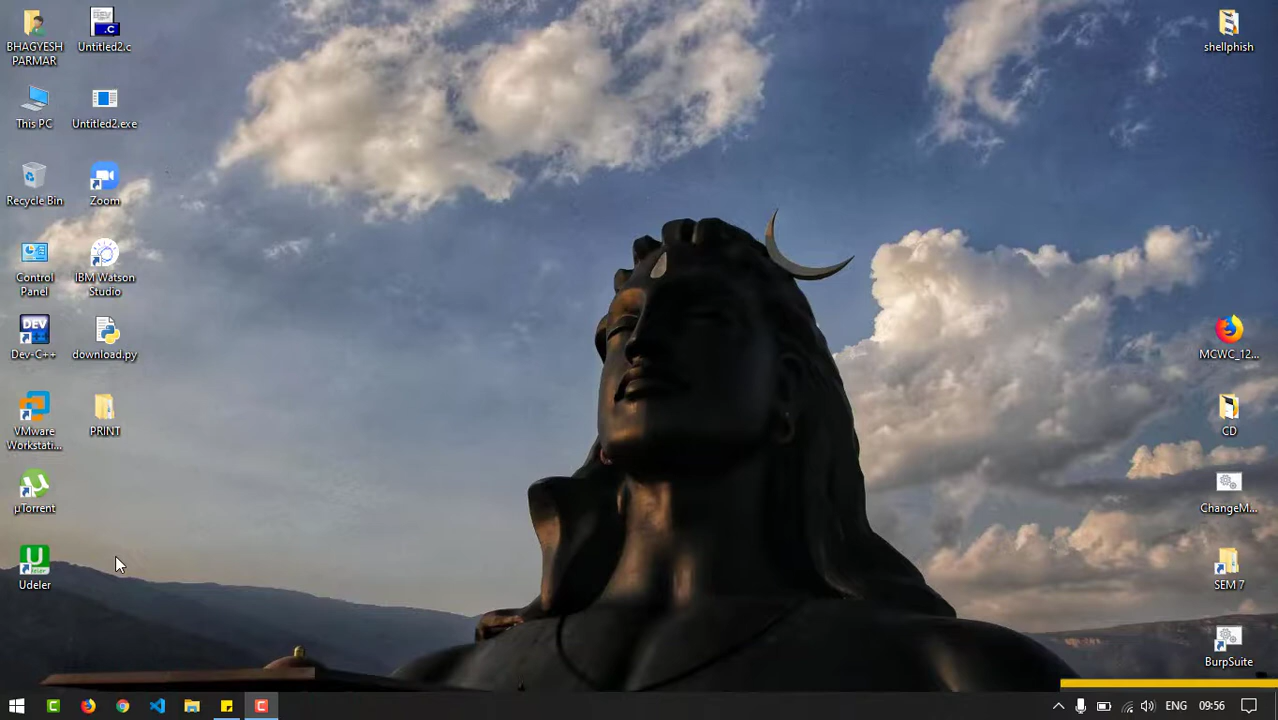 BHAGYESH
PARMAR
This PC
Recycle Bin
Control
Panel
DEV
Dev-C++
VMware
Workstati...
µTorrent
Udeler
.C
Untitled2.c
Untitled2.exe
Zoom
IBM Watson
Studio
download.py
PRINT
shellphish
MCWC_12...
CD
ChangeM...
SEM 7
BurpSuite
ENG
09:56